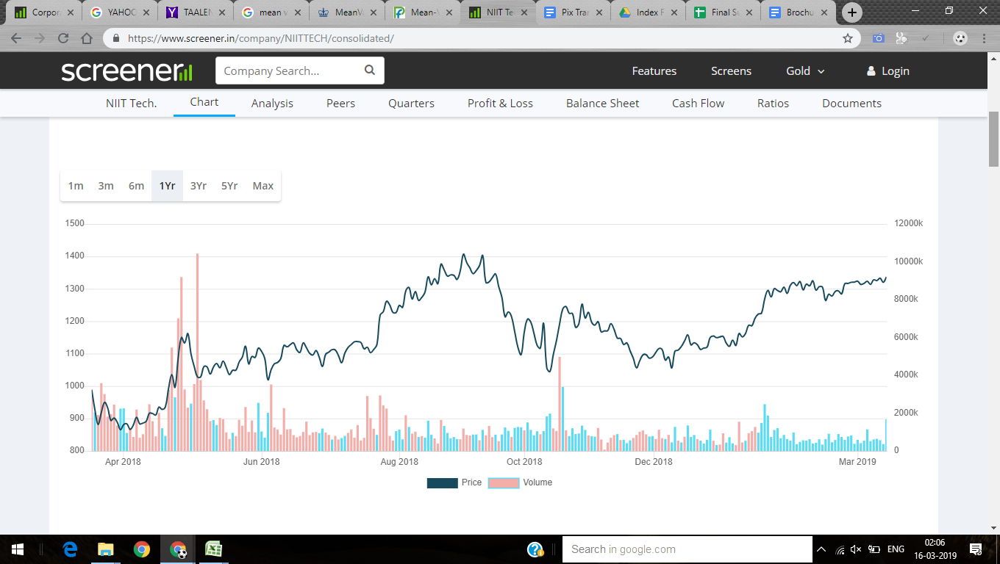 Corpor
YAHOO
TAALEN
mean v
MeanVa
Mean-V
NIIT Te
Pix Tran
Index F
Final Su
Brochu
https://www.screener.in/company/NIITTECH/consolidated/
screener
Company Search...
Features
Screens
Gold
Login
NIIT Tech.
Chart
Analysis
Peers
Quarters
Profit & Loss
Balance Sheet
Cash Flow
Ratios
Documents
1m
3m
6m
1Yr
3Yr
5Yr
Max
1500
1400
1300
1200
1100
1000
900
800
12000k
10000k
8000k
6000k
4000k
2000k
0
Apr 2018
Jun 2018
Aug 2018
Oct 2018
Dec 2018
Mar 2019
Price
Volume
Search in google.com
ENG
02:06
16-03-2019